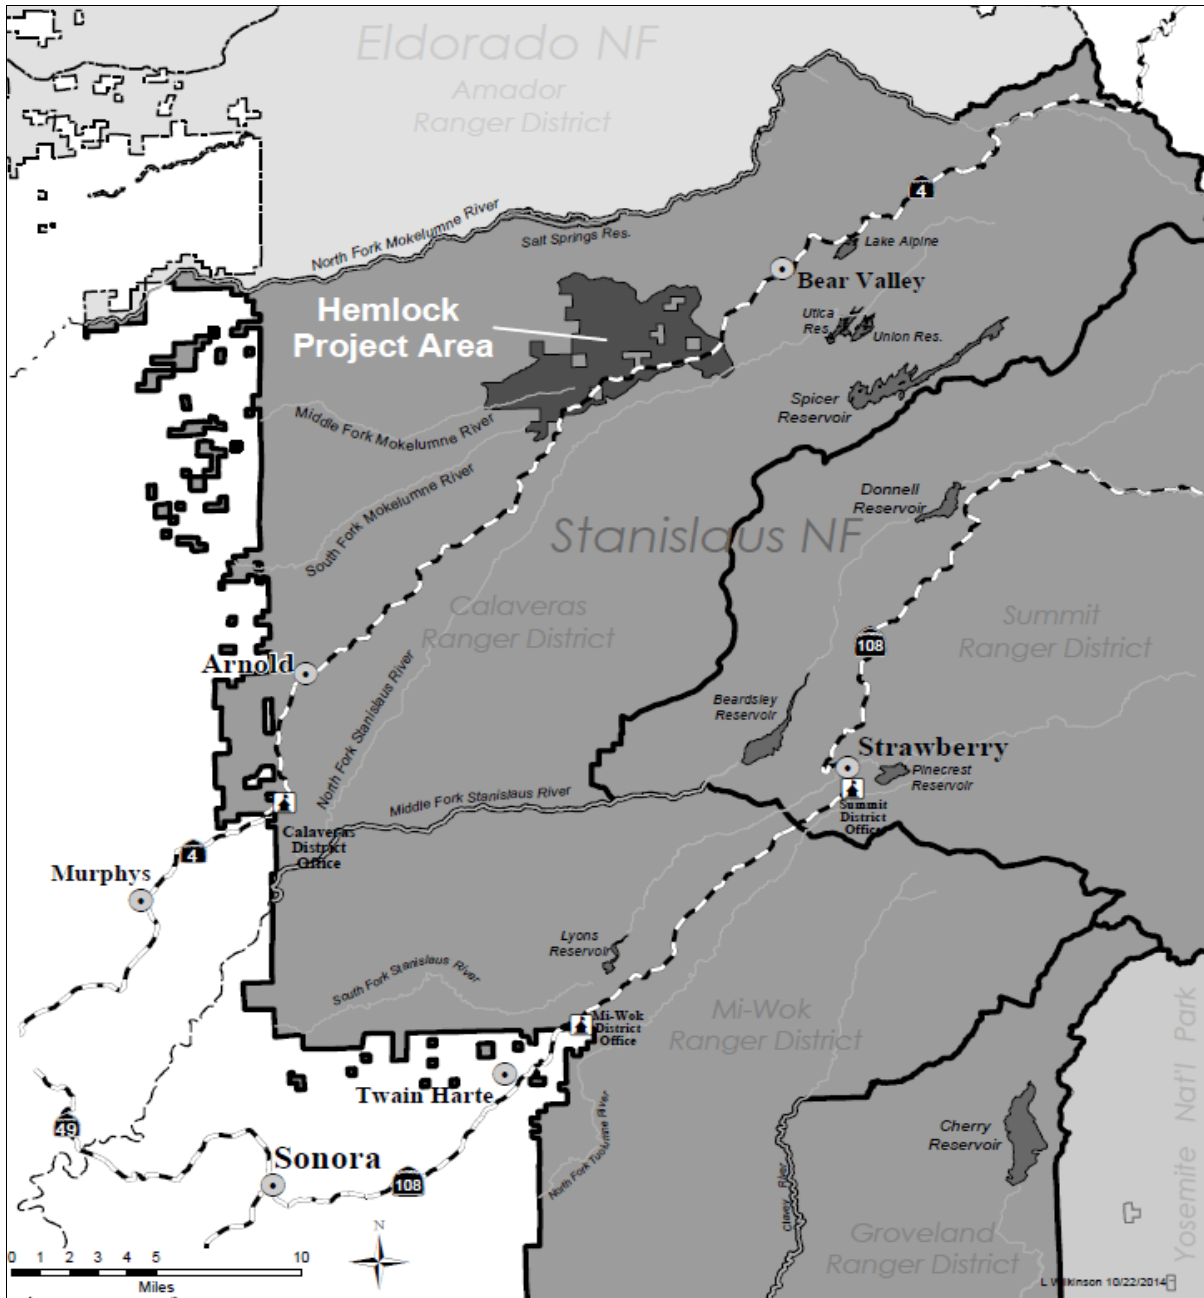 Eldorado NF
Amador
Ranger District
4
North Fork Mokelumne River
Salt Springs Res.
Lake Alpine
Bear Valley
Hemlock
Project Area
Utica
Res.
Union Res.
Spicer
Reservoir
Middle Fork Mokelumne River
South Fork Mokelumne River
Donnell
Reservoir
Stanislaus NF
Calaveras
Ranger District
Summit
Ranger District
108
Arnold
North Fork Stanislaus River
Beardsley
Reservoir
Strawberry
Pinecrest
Reservoir
Summit
District
Office
Middle Fork Stanislaus River
Calaveras
District
Office
4
Murphys
Lyons
Reservoir
South Fork Stanislaus River
Mi-Wok
District
Office
Mi-Wok
Ranger District
Twain Harte
North Fork Tuolumne River
49
Sonora
108
Cherry
Reservoir
Clavey River
Groveland
Ranger District
Yosemite Nat'l Park
N
0 1 2 3 4 5 10
Miles
L Wilkinson 10/22/2014